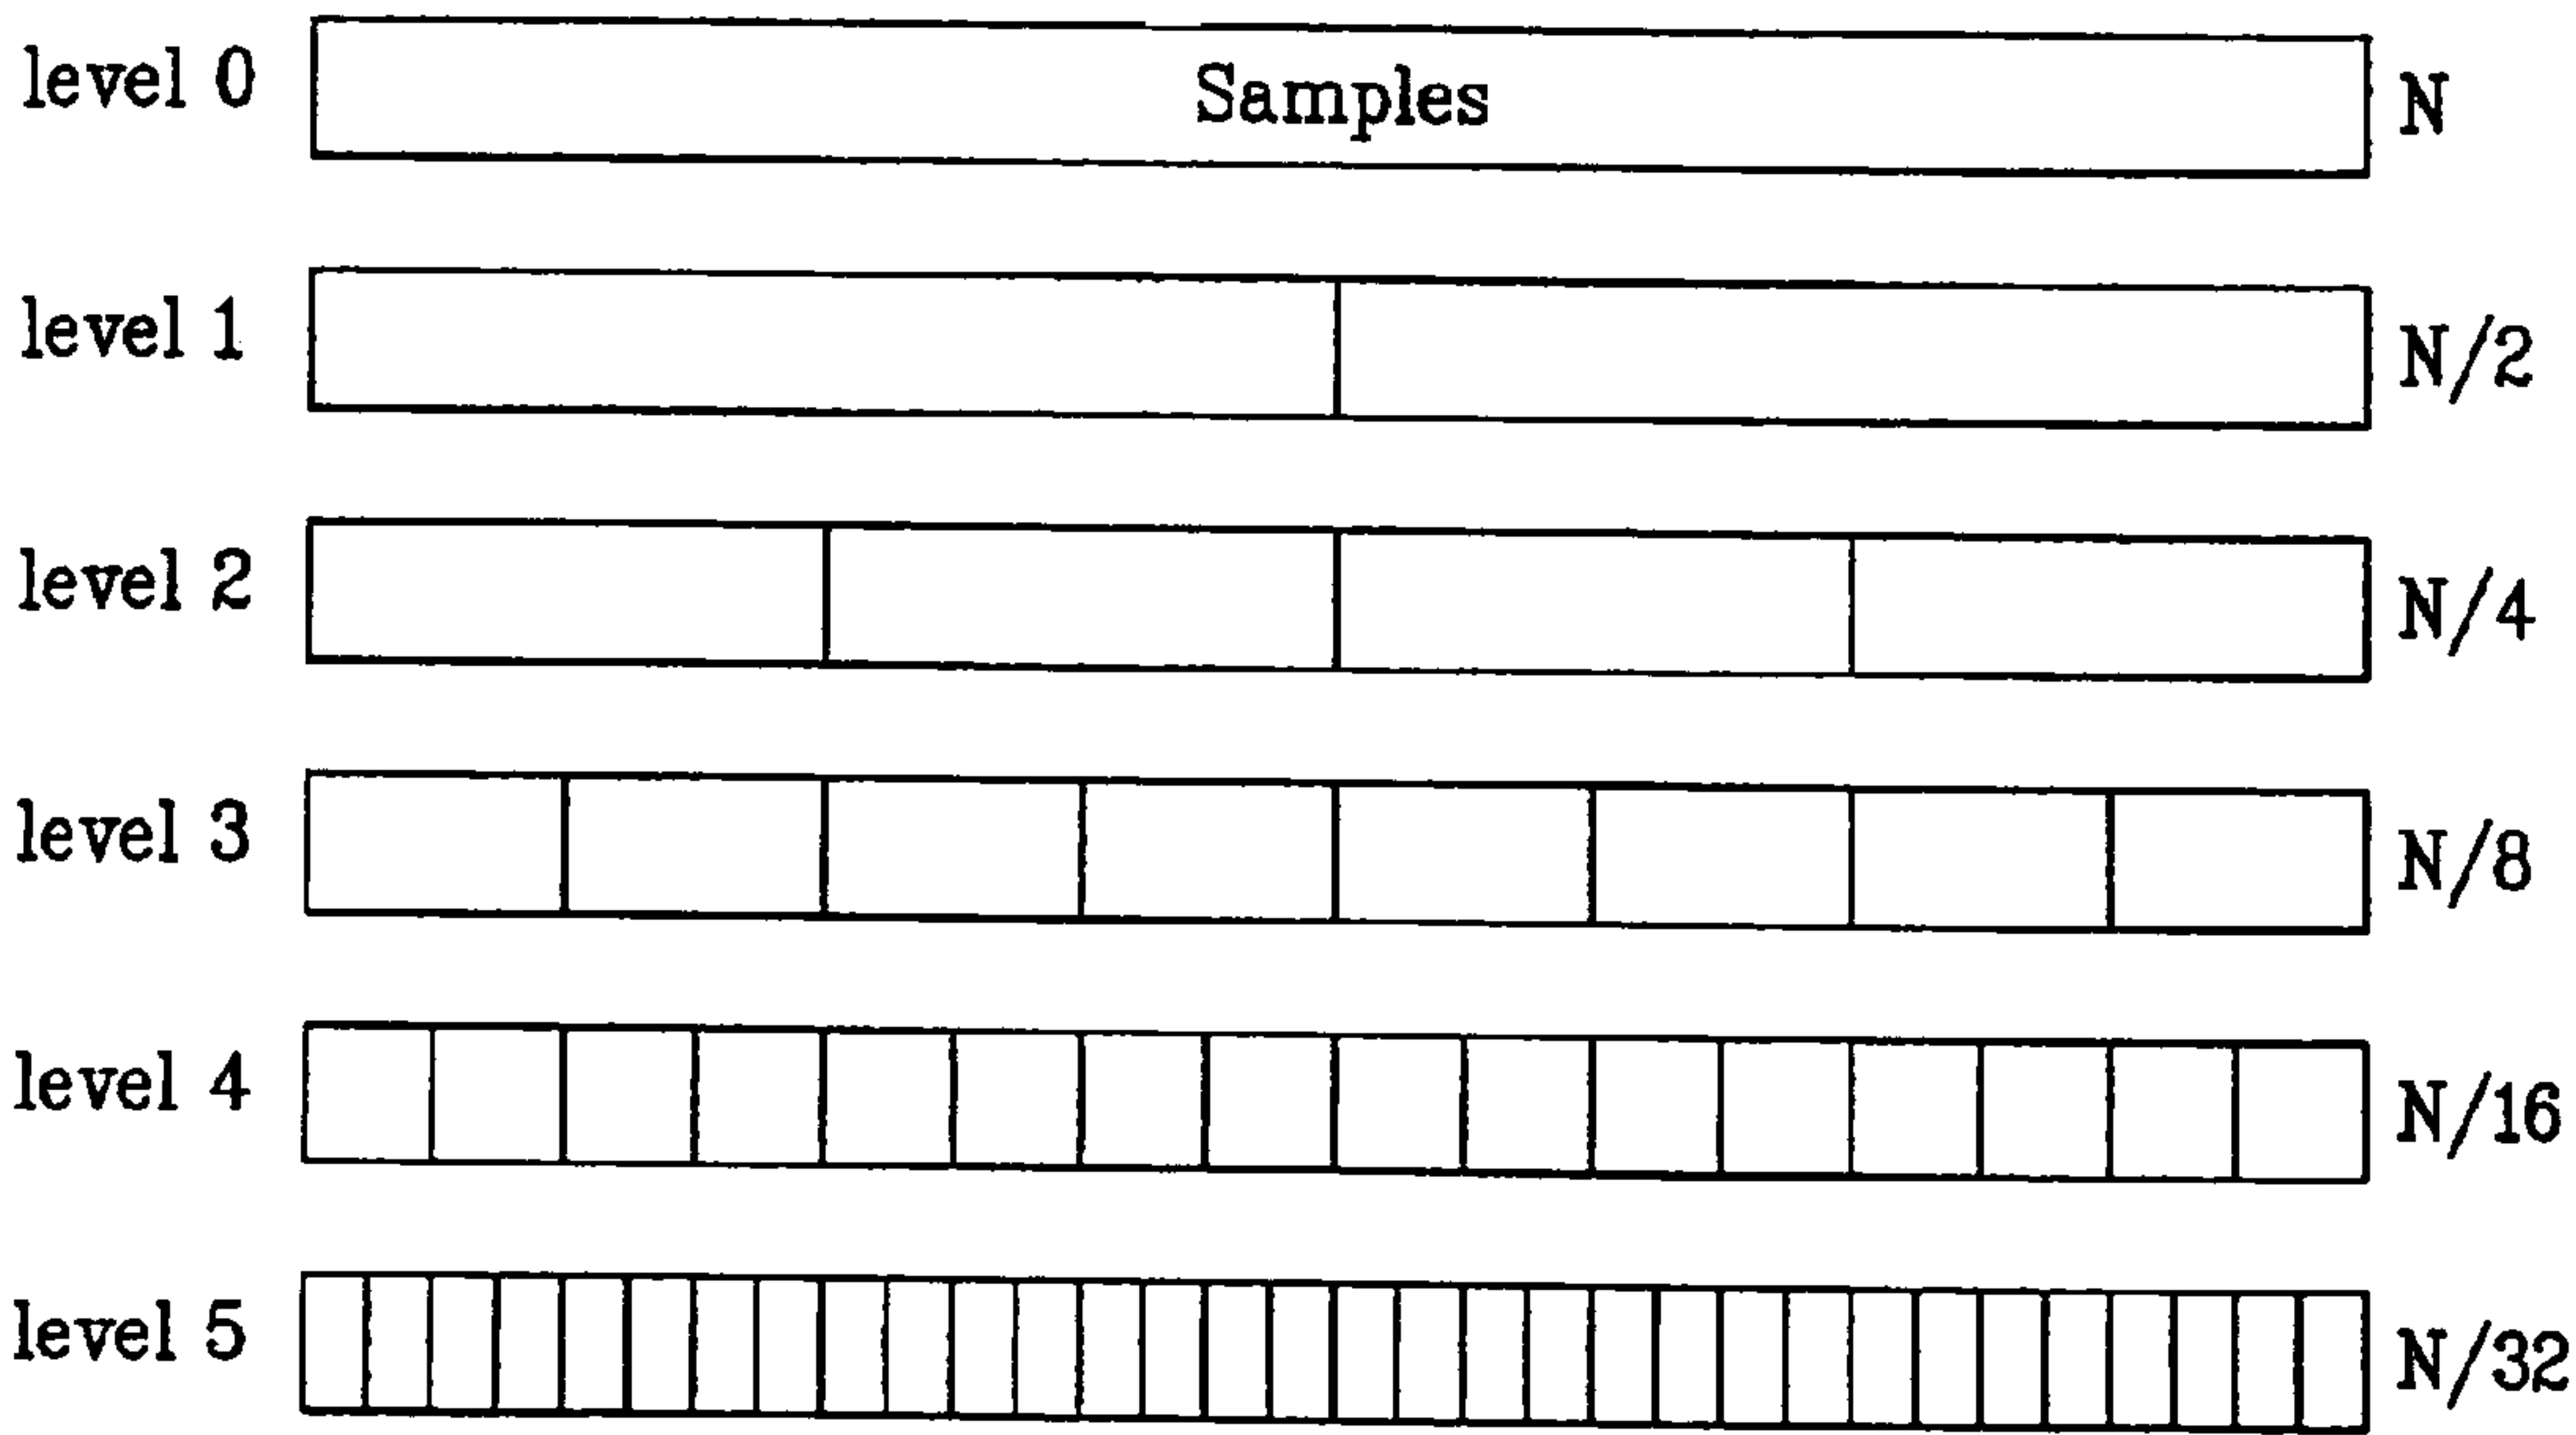 level 0 Samples N
level 1 N/2
level 2 N/4
level 3 N/8
level 4 N/16
level 5 N/32